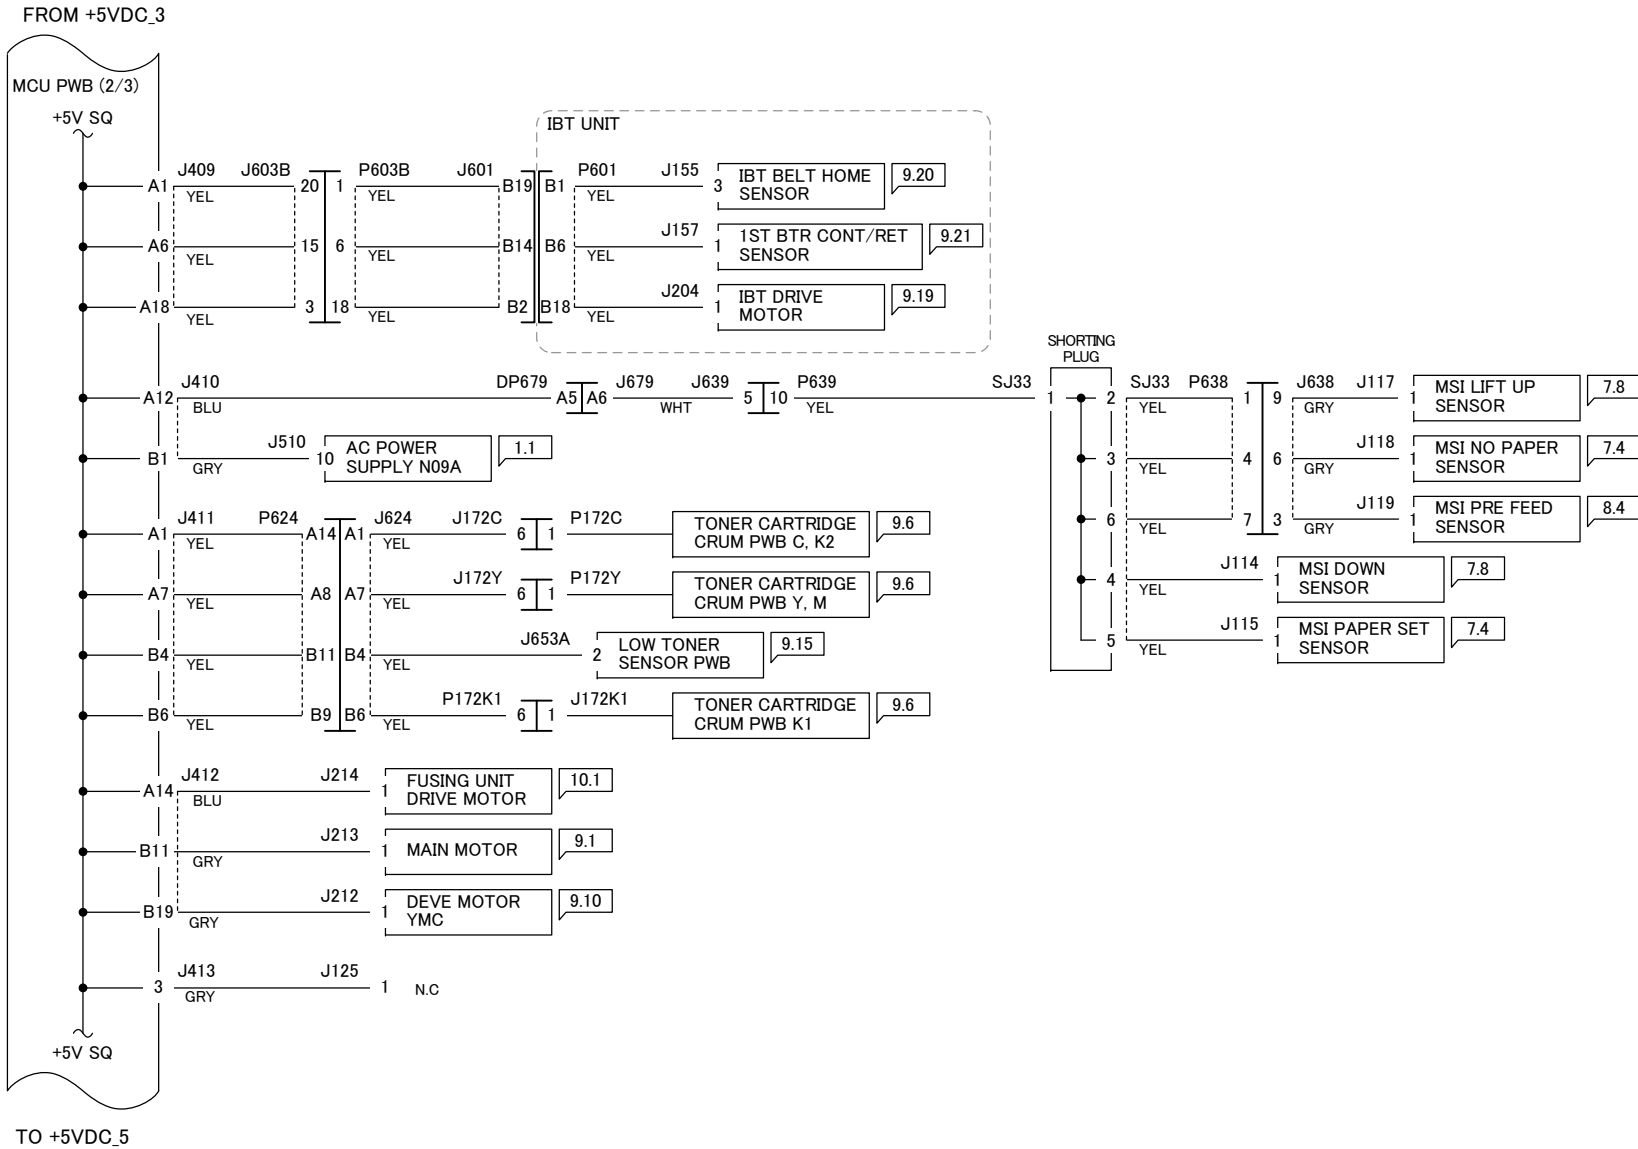 FROM +5VDC_3
MCU PWB (2/3)
+5V SQ
IBT UNIT
J409 J603B P603B J601 P601 J155
A1 YEL 20 1 YEL B19 B1 YEL 3 IBT BELT HOME SENSOR 9.20
J157
A6 YEL 15 6 YEL B14 B6 YEL 1 1ST BTR CONT/RET SENSOR 9.21
J204
A18 YEL 3 18 YEL B2 B18 YEL 1 IBT DRIVE MOTOR 9.19
SHORTING PLUG
J410 DP679 J679 J639 P639 SJ33 SJ33 P638 J638 J117
A12 BLU A5 A6 WHT 5 10 YEL 1 2 YEL 1 9 GRY 1 MSI LIFT UP SENSOR 7.8
J510 J118
B1 GRY 10 AC POWER SUPPLY N09A 1.1 3 YEL 4 6 GRY 1 MSI NO PAPER SENSOR 7.4
J411 P624 J624 J172C P172C J119
A1 YEL A14 A1 YEL 6 1 TONER CARTRIDGE CRUM PWB C, K2 9.6 6 YEL 7 3 GRY 1 MSI PRE FEED SENSOR 8.4
J172Y P172Y J114
A7 YEL A8 A7 YEL 6 1 TONER CARTRIDGE CRUM PWB Y, M 9.6 4 YEL 1 MSI DOWN SENSOR 7.8
J653A J115
B4 YEL B11 B4 YEL 2 LOW TONER SENSOR PWB 9.15 5 YEL 1 MSI PAPER SET SENSOR 7.4
P172K1 J172K1
B6 YEL B9 B6 YEL 6 1 TONER CARTRIDGE CRUM PWB K1 9.6
J412 J214
A14 BLU 1 FUSING UNIT DRIVE MOTOR 10.1
J213
B11 GRY 1 MAIN MOTOR 9.1
J212
B19 GRY 1 DEVE MOTOR YMC 9.10
J413 J125
3 GRY 1 N.C
+5V SQ
TO +5VDC_5